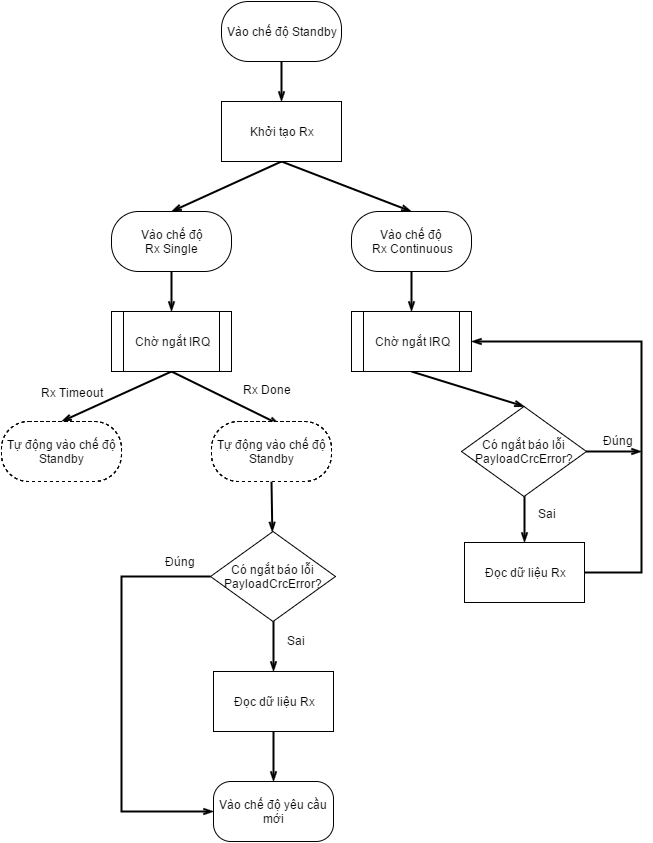 Vào chế độ Standby
Khởi tạo Rx
Vào chế độ
Rx Single
Vào chế độ
Rx Continuous
Chờ ngắt IRQ
Chờ ngắt IRQ
Rx Timeout
Rx Done
Tự động vào chế độ
Standby
Tự động vào chế độ
Standby
Có ngắt báo lỗi
PayloadCrcError?
Đúng
Sai
Đọc dữ liệu Rx
Đúng
Có ngắt báo lỗi
PayloadCrcError?
Sai
Đọc dữ liệu Rx
Vào chế độ yêu cầu
mới